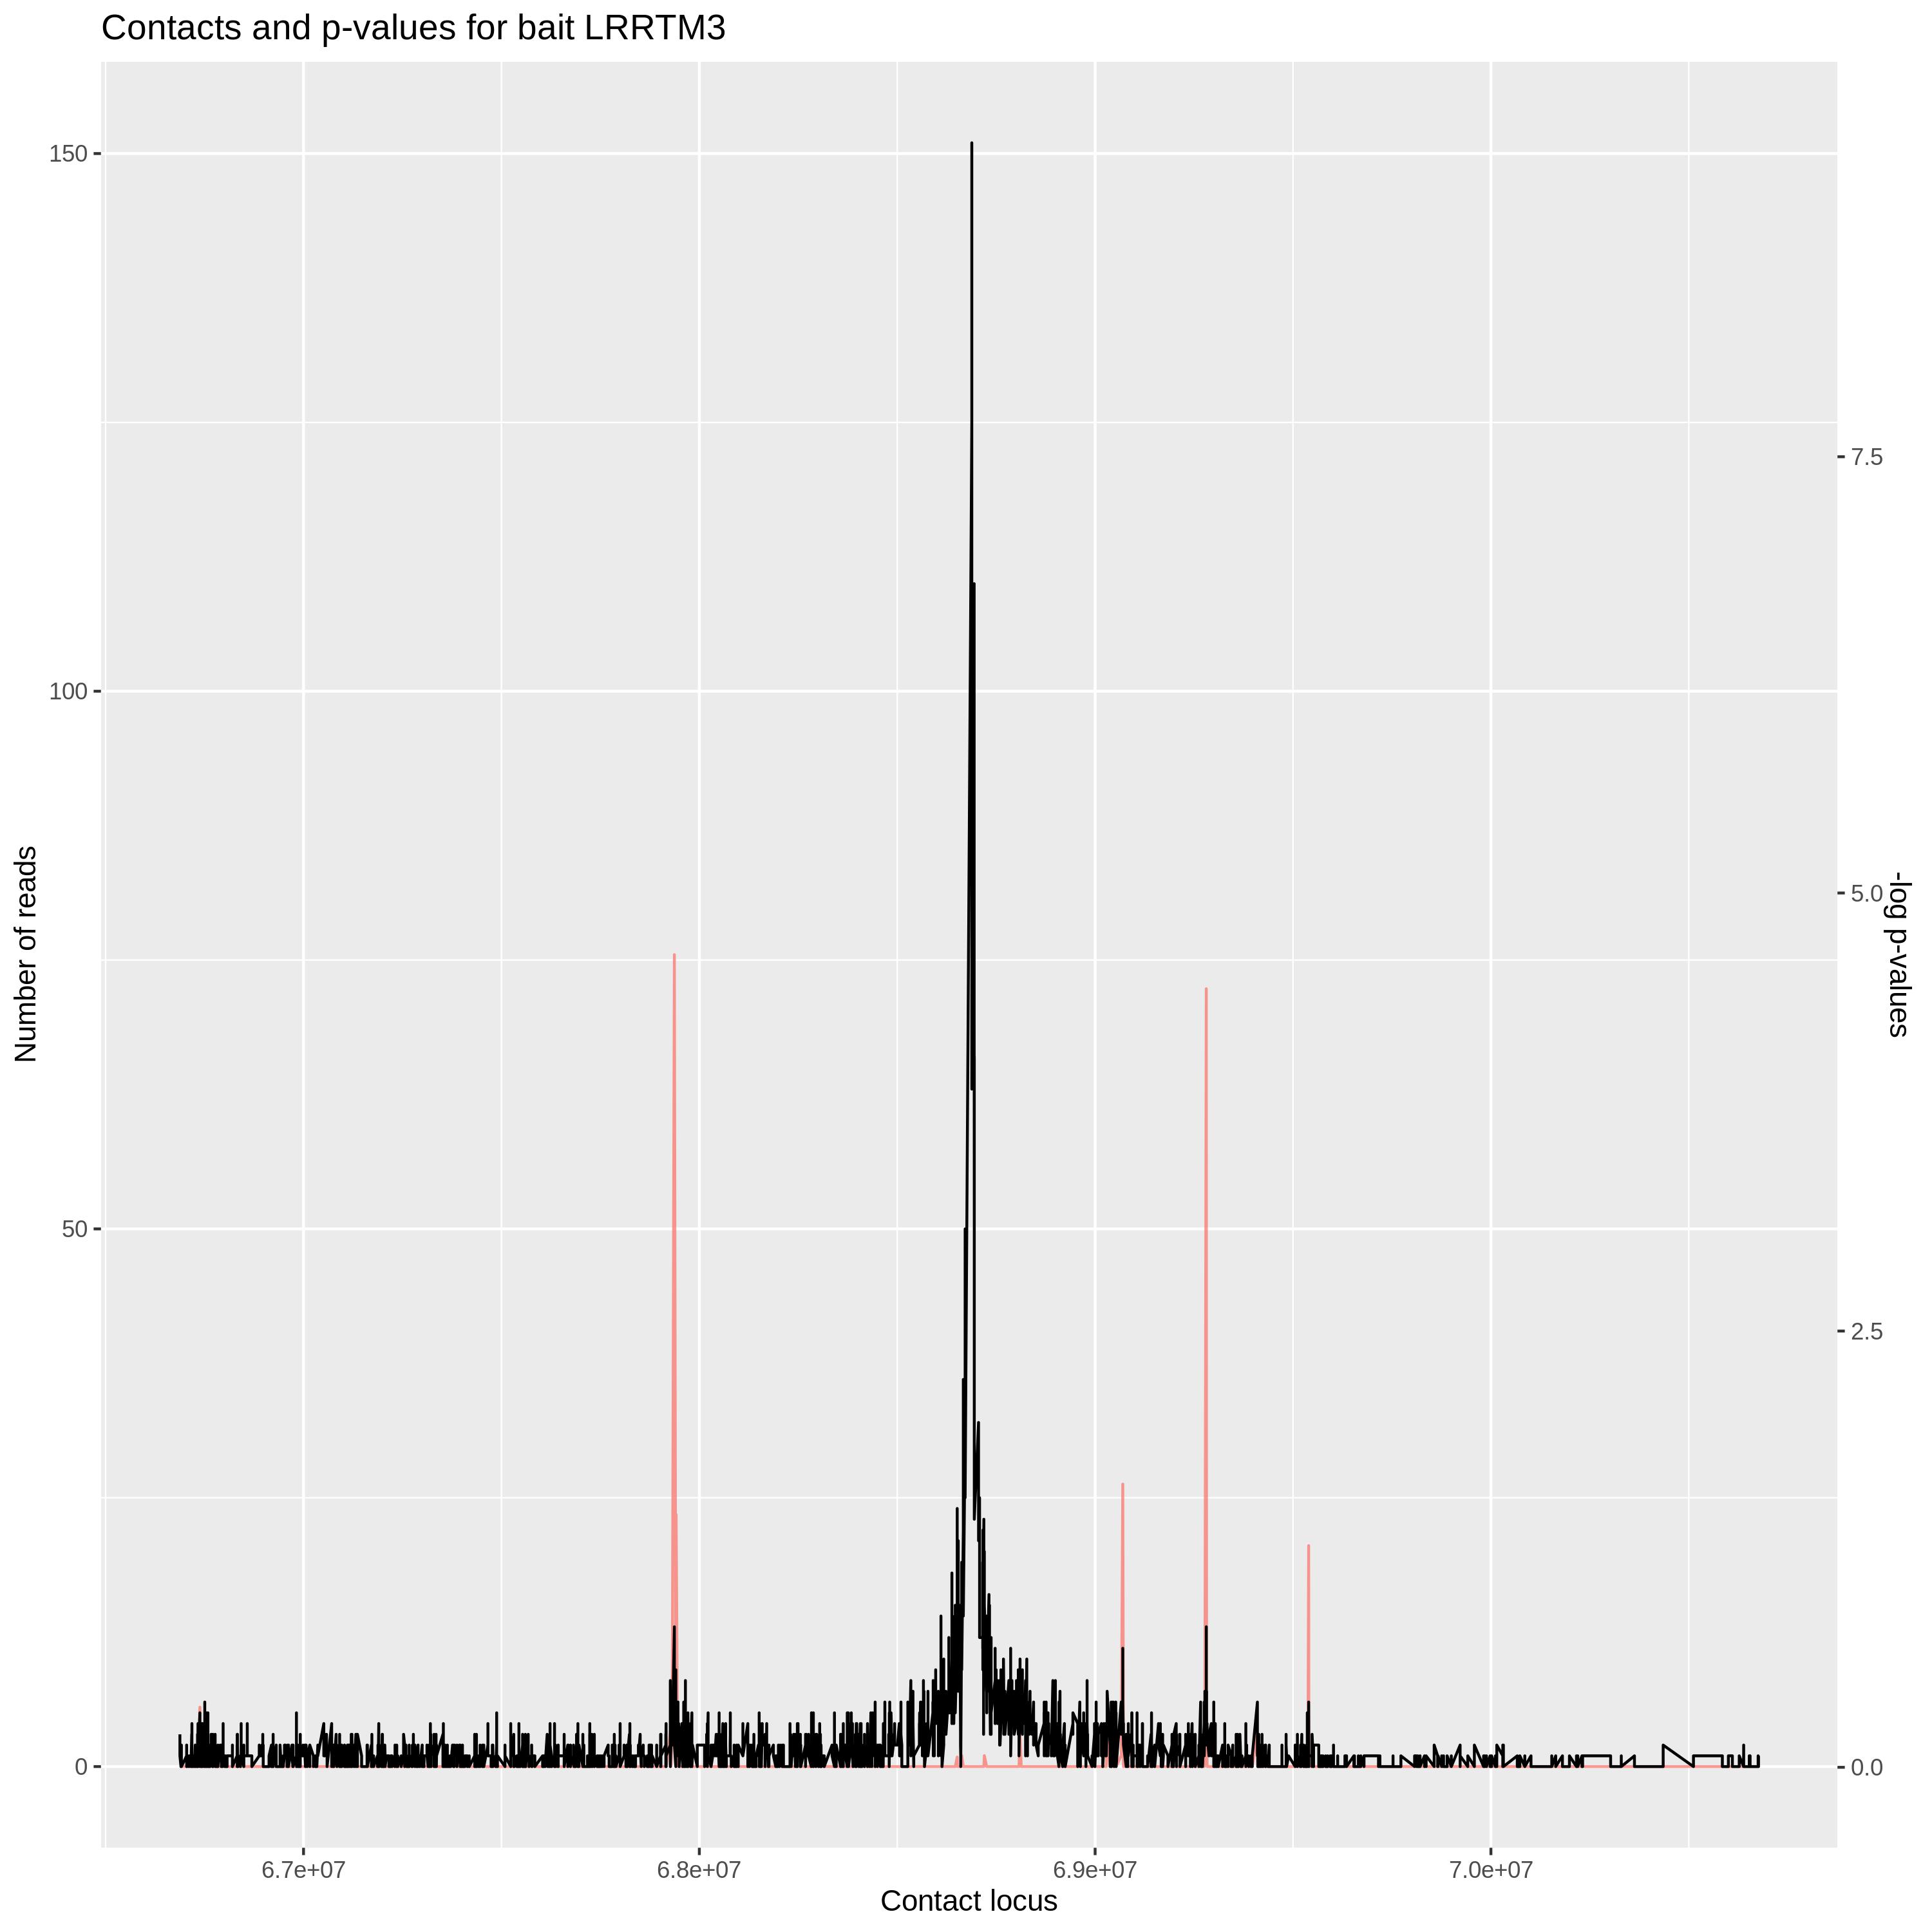 Contacts and p-values for bait LRRTM3
150
100
50
0
Number of reads
7.5
5.0
2.5
0.0
-log p-values
6.7e+07
6.8e+07
6.9e+07
7.0e+07
Contact locus